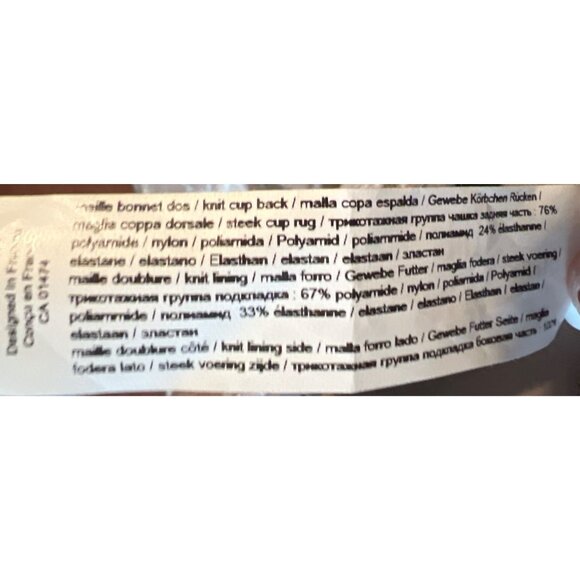 maille bonnet dos / knit cup back / malla copa espalda / Gewebe Körbchen Rücken /
maglia coppa dorsale / steek cup rug / трикотажная группа чашка задняя часть : 76%
polyamide / nylon / poliamida / Polyamid / poliammide / полиамид 24% élasthanne /
elastane / elastano / Elasthan / elastan / elastaan / эластан
maille doublure / knit lining / malla forro / Gewebe Futter / maglia fodera / steek voering /
трикотажная группа подкладка : 67% polyamide / nylon / poliamida / Polyamid /
poliammide / полиамид 33% élasthanne / elastane / elastano / Elasthan / elastan /
elastaan / эластан
maille doublure côté / knit lining side / malla forro lado / Gewebe Futter Seite / maglia
fodera lato / steek voering zijde / трикотажная группа подкладка боковая часть : 100%
Designed in
Conçu en
CA 01474